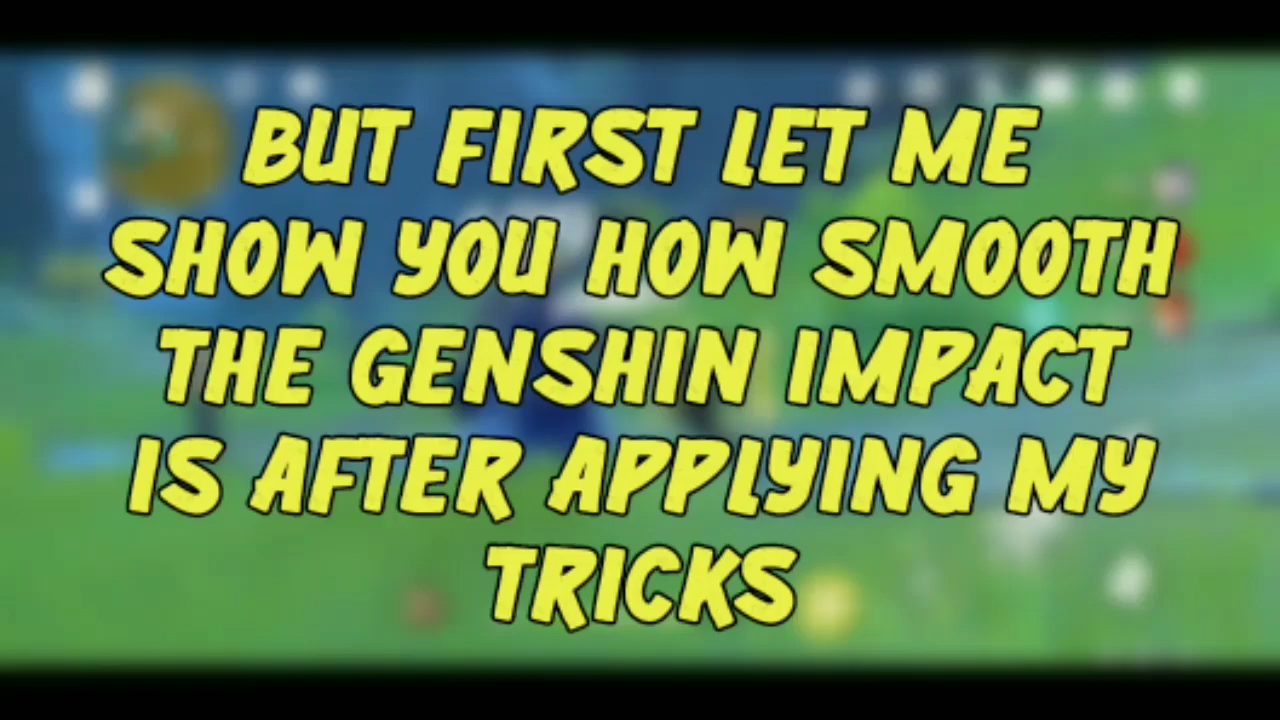 BUT FIRST LET ME
SHOW YOU HOW SMOOTH
THE GENSHIN IMPACT
IS AFTER APPLYING MY
TRICKS